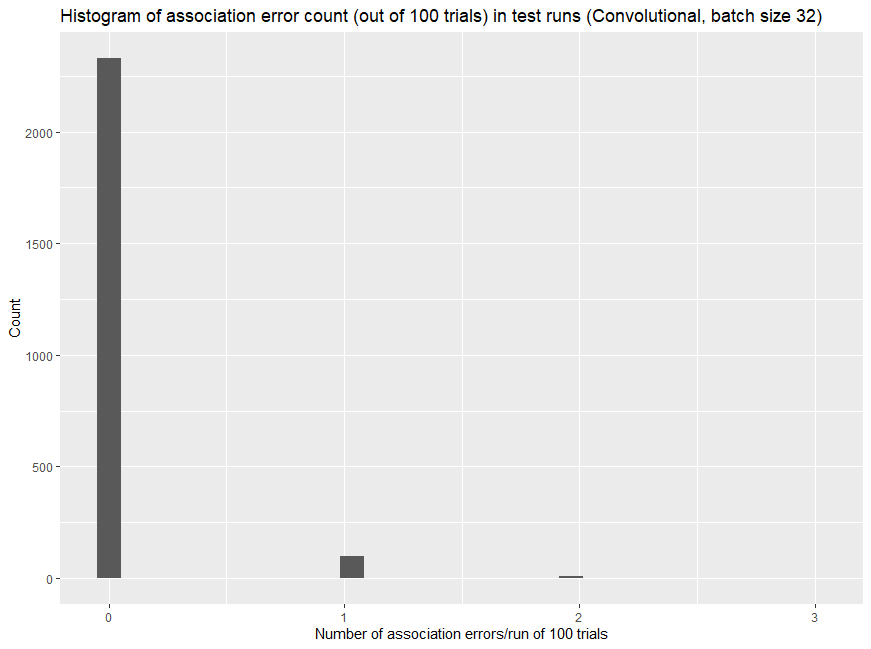 Histogram of association error count (out of 100 trials) in test runs (Convolutional, batch size 32)
Count
2000
1500
1000
500
0
0 1 2 3
Number of association errors/run of 100 trials